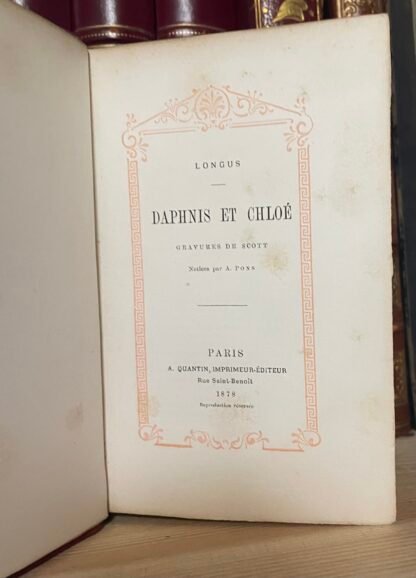 LONGUS
DAPHNIS ET CHLOÉ
GRAVURES DE SCOTT
Notices par A. PONS
PARIS
A. QUANTIN, IMPRIMEUR-ÉDITEUR
Rue Saint-Benoît
1878
Reproduction réservée